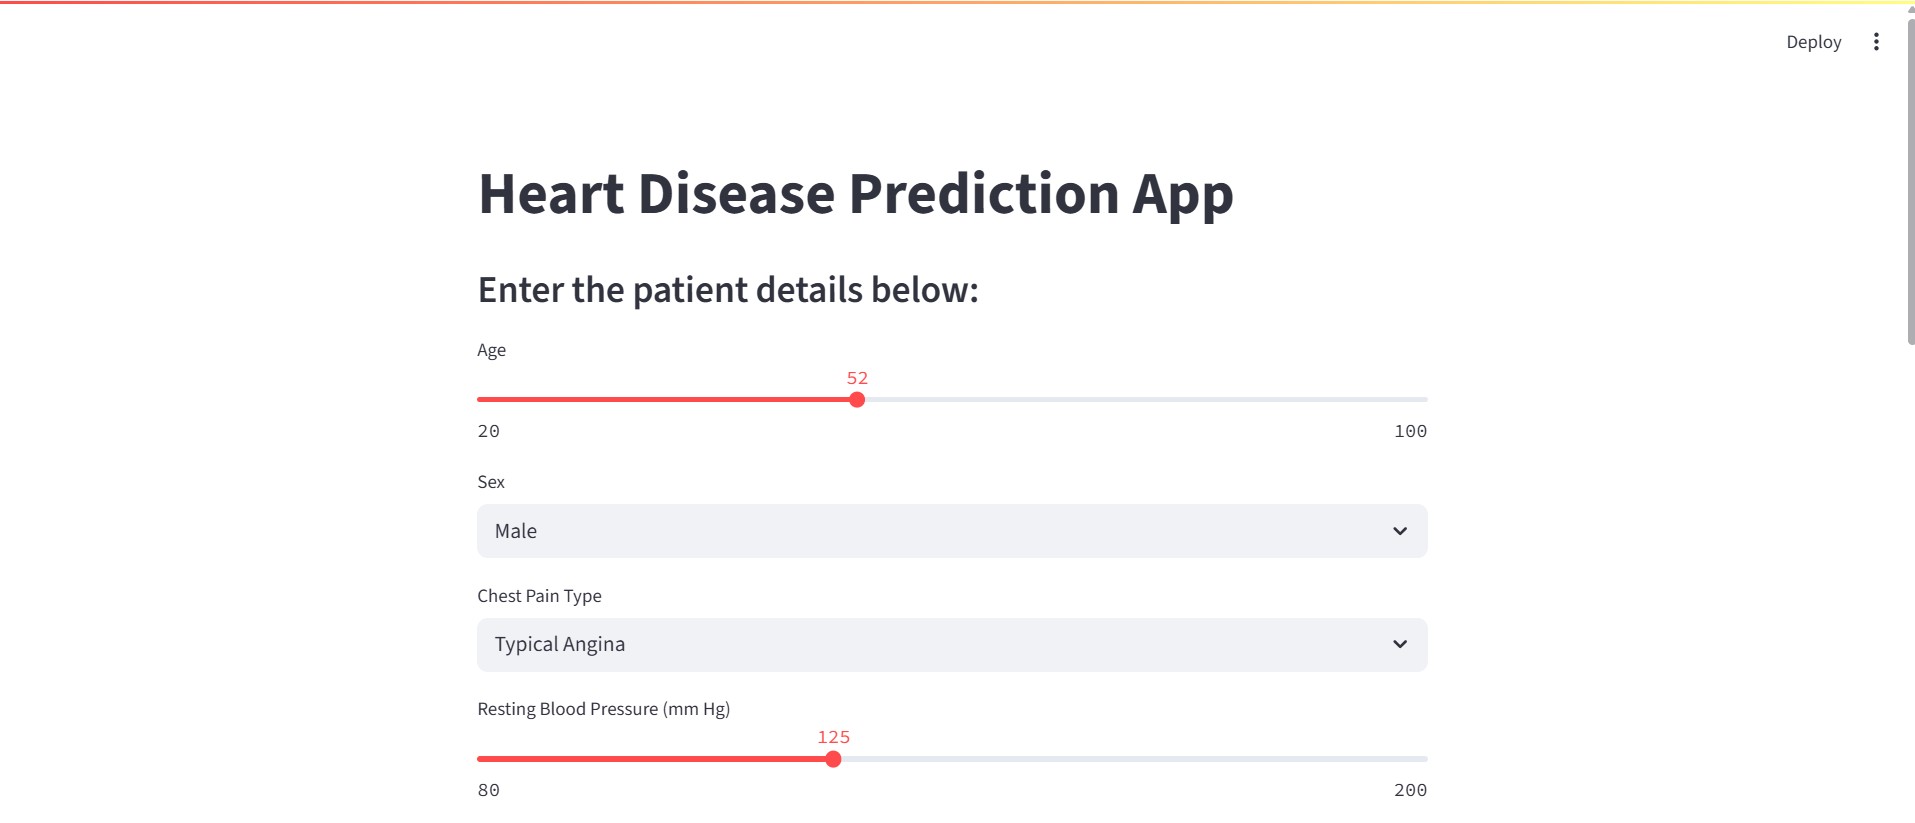 Deploy
Heart Disease Prediction App
Enter the patient details below:
Age
52
20 100
Sex
Male
Chest Pain Type
Typical Angina
Resting Blood Pressure (mm Hg)
125
80 200